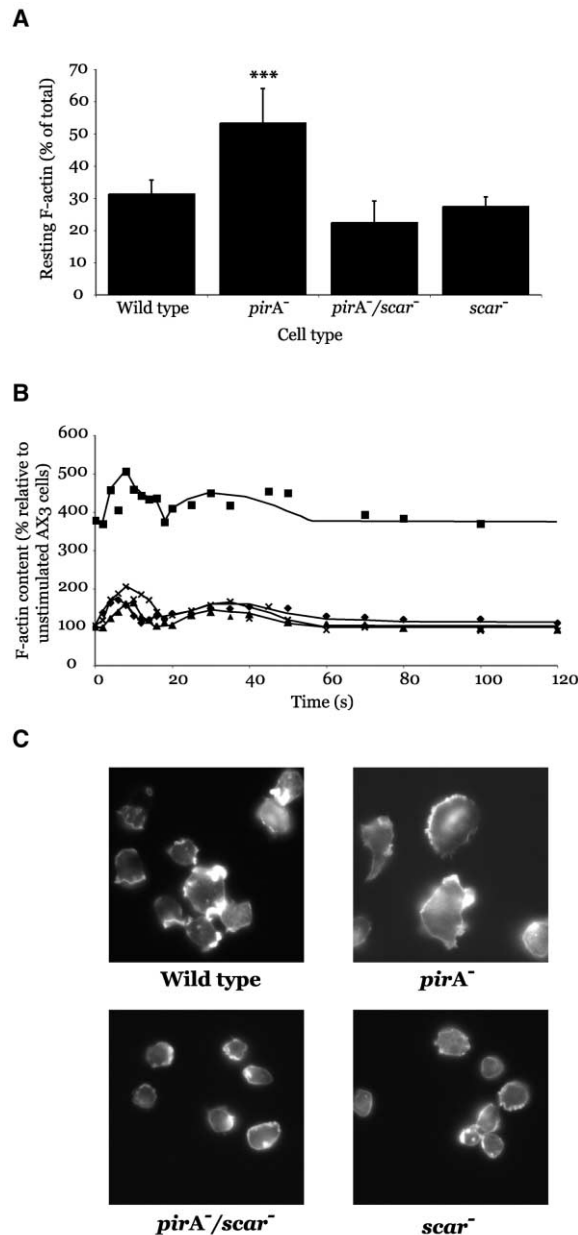 A
***
Resting F-actin (% of total)
70
60
50
40
30
20
10
0
Wild type pirA⁻ pirA⁻/scar⁻ scar⁻
Cell type
B
F-actin content (% relative to
unstimulated AX3 cells)
600
500
400
300
200
100
0
0 20 40 60 80 100 120
Time (s)
C
Wild type pirA⁻
pirA⁻/scar⁻ scar⁻